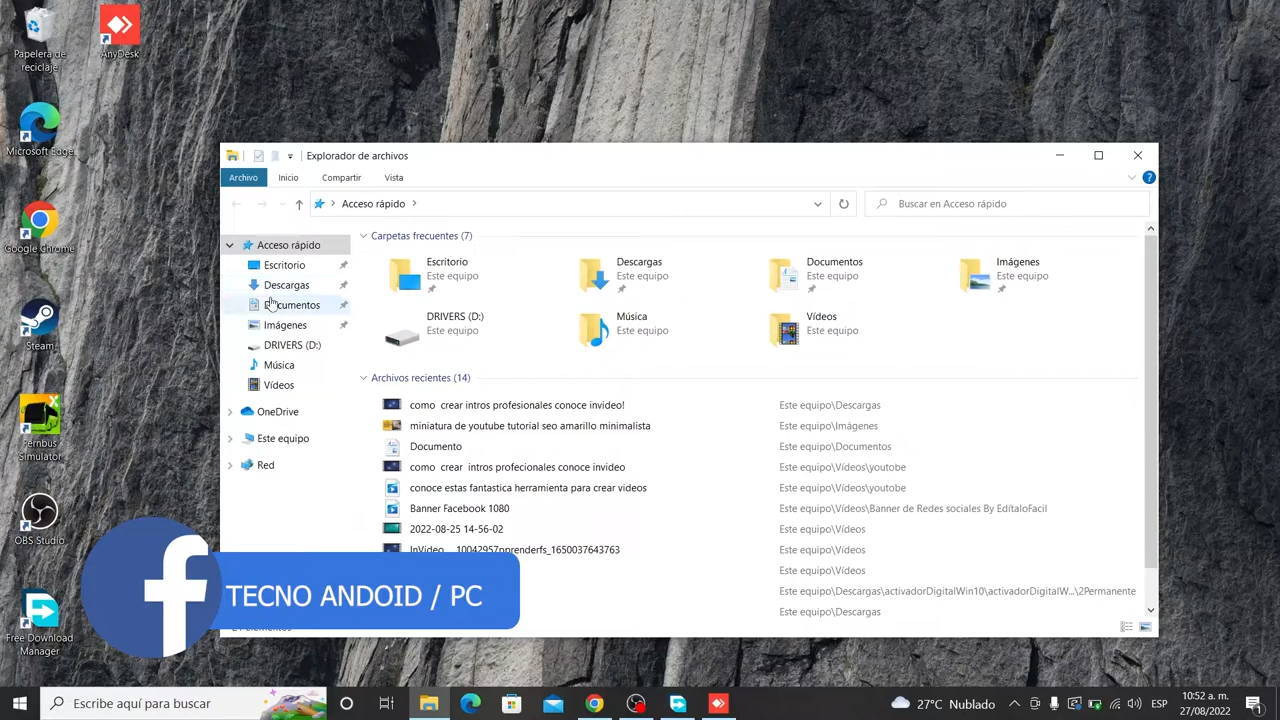 Papelera de
reciclaje
AnyDesk
Microsoft Edge
Google Chrome
Steam
Fernbus
Simulator
OBS Studio
Free Download
Manager
Explorador de archivos
Archivo
Inicio
Compartir
Vista
Acceso rápido
Buscar en Acceso rápido
Acceso rápido
Escritorio
Descargas
Documentos
Imágenes
DRIVERS (D:)
Música
Vídeos
OneDrive
Este equipo
Red
Carpetas frecuentes (7)
Escritorio
Este equipo
Descargas
Este equipo
Documentos
Este equipo
Imágenes
Este equipo
DRIVERS (D:)
Música
Este equipo
Vídeos
Este equipo
Archivos recientes (14)
como crear intros profesionales conoce invideo! Este equipo\Descargas
miniatura de youtube tutorial seo amarillo minimalista Este equipo\Imágenes
Documento Este equipo\Documentos
como crear intros profecionales conoce invideo Este equipo\Vídeos\youtube
conoce estas fantastica herramienta para crear videos Este equipo\Vídeos\youtube
Banner Facebook 1080 Este equipo\Vídeos\Banner de Redes sociales By EdítaloFacil
2022-08-25 14-56-02 Este equipo\Vídeos
Este equipo\Vídeos
Este equipo\Vídeos
Este equipo\Descargas\activadorDigitalWin10\activadorDigitalW...\2Permanente
Este equipo\Descargas
TECNO ANDOID / PC
Escribe aquí para buscar
27°C Nublado
ESP
10:52 a. m.
27/08/2022
1